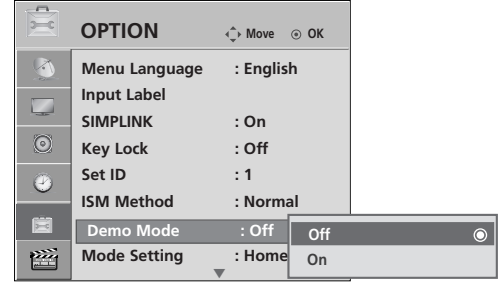 OPTION Move OK
Menu Language : English
Input Label
SIMPLINK : On
Key Lock : Off
Set ID : 1
ISM Method : Normal
Demo Mode : Off
Off
Mode Setting : Home
On